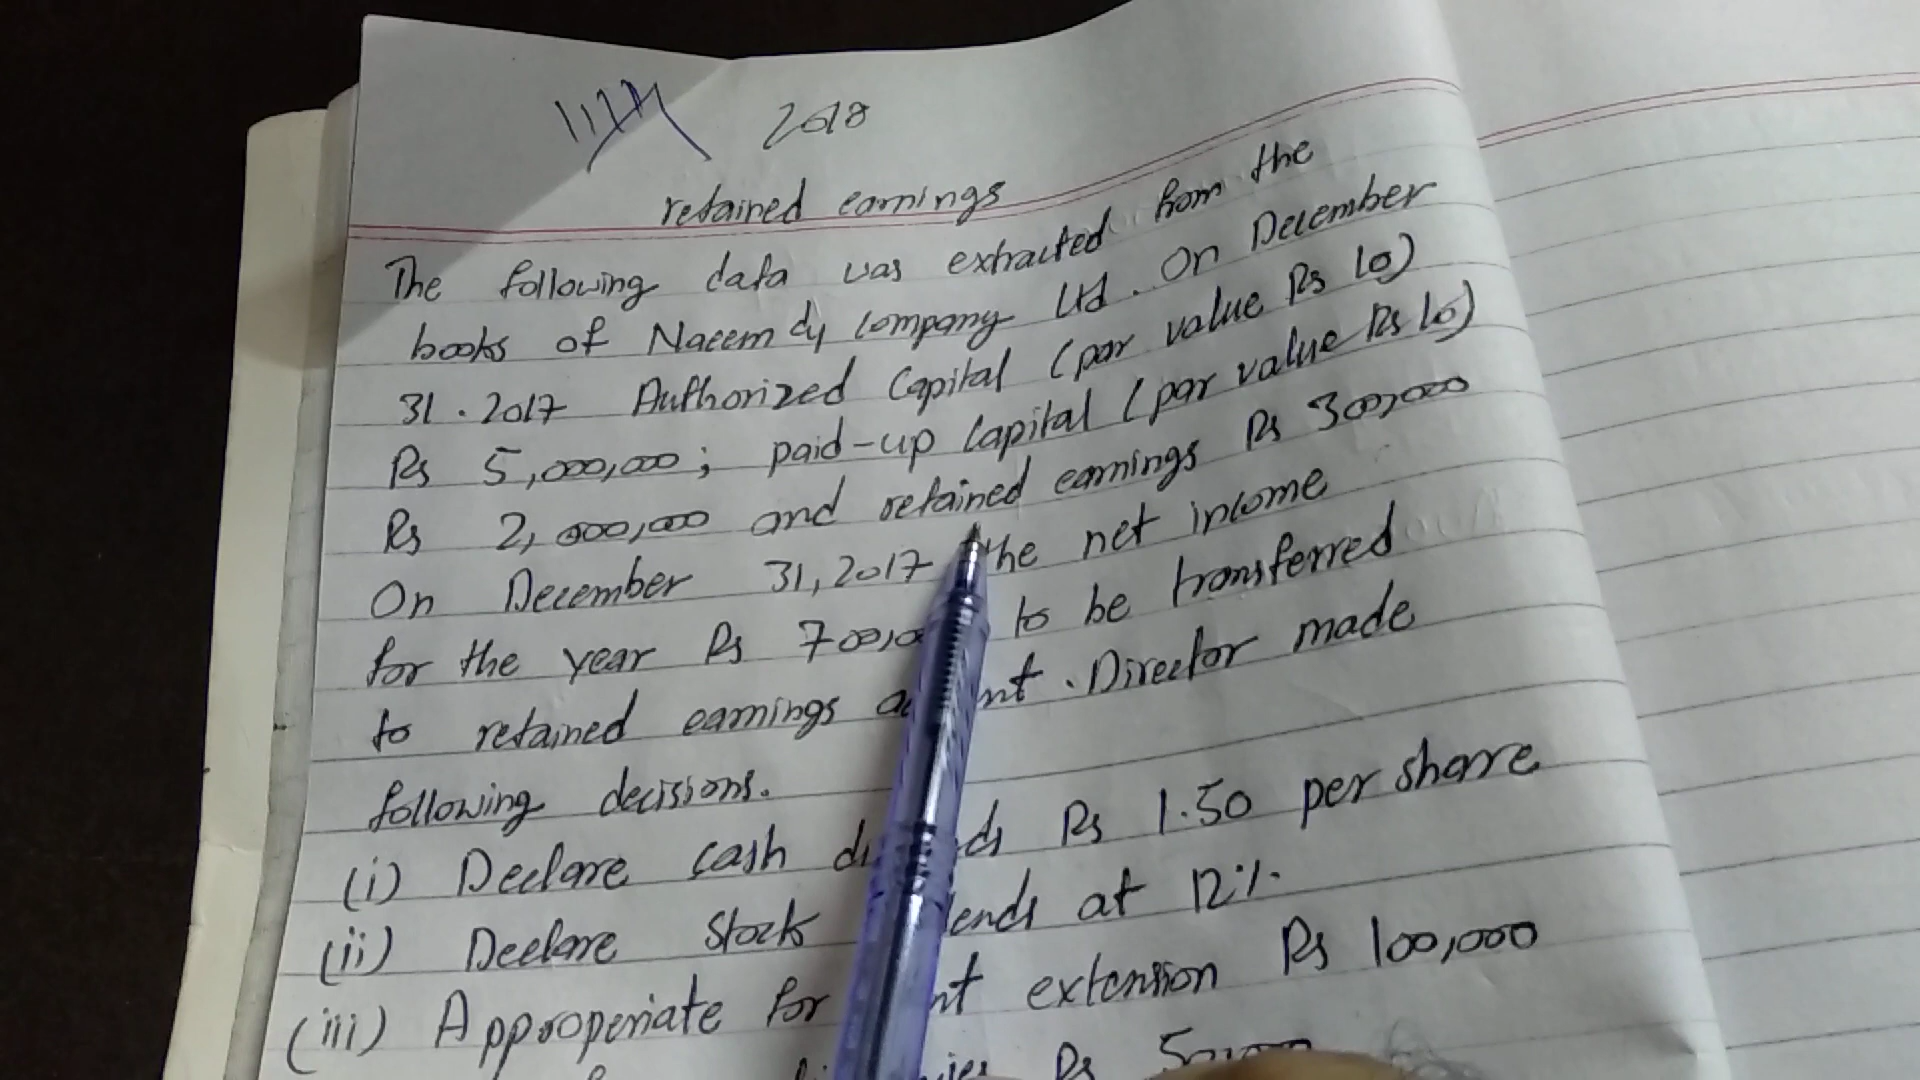 2018
retained earnings
The following data was extracted from the
books of Naeem dy company Ltd. On December
31.2017 Authorized Capital (par value Rs 10)
Rs 5,000,000; paid-up Capital (par value Rs 10)
Rs 2,000,000 and retained earnings Rs 300,000
On December 31,2017 the net income
for the year Rs to be transferred
to retained earnings . Director made
following decisions.
(i) Declare cash Rs 1.50 per share
(ii) Declare Stock at 12%.
(iii) Approperiate for extension Rs 100,000
Rs